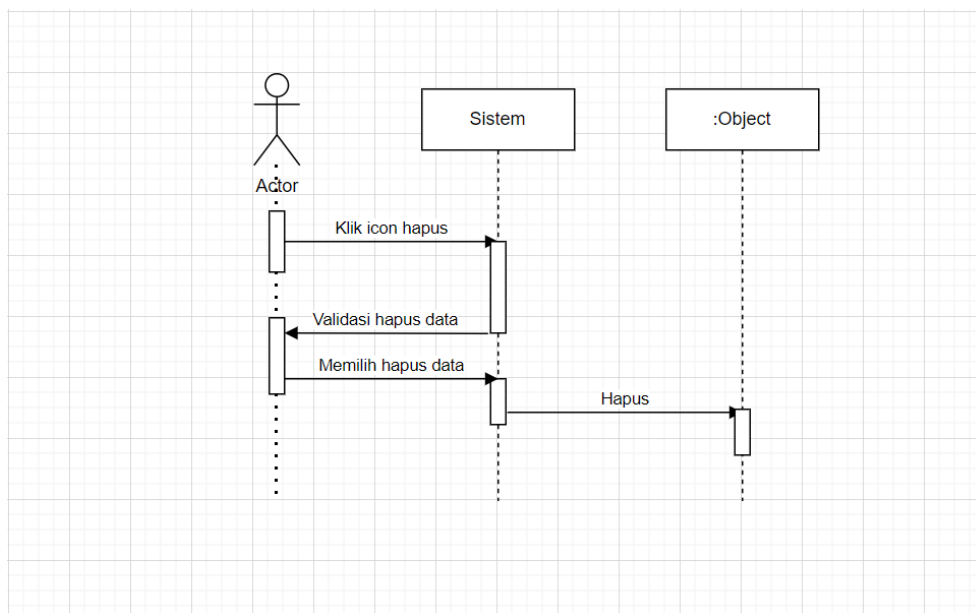 Sistem
:Object
Actor
Klik icon hapus
Validasi hapus data
Memilih hapus data
Hapus